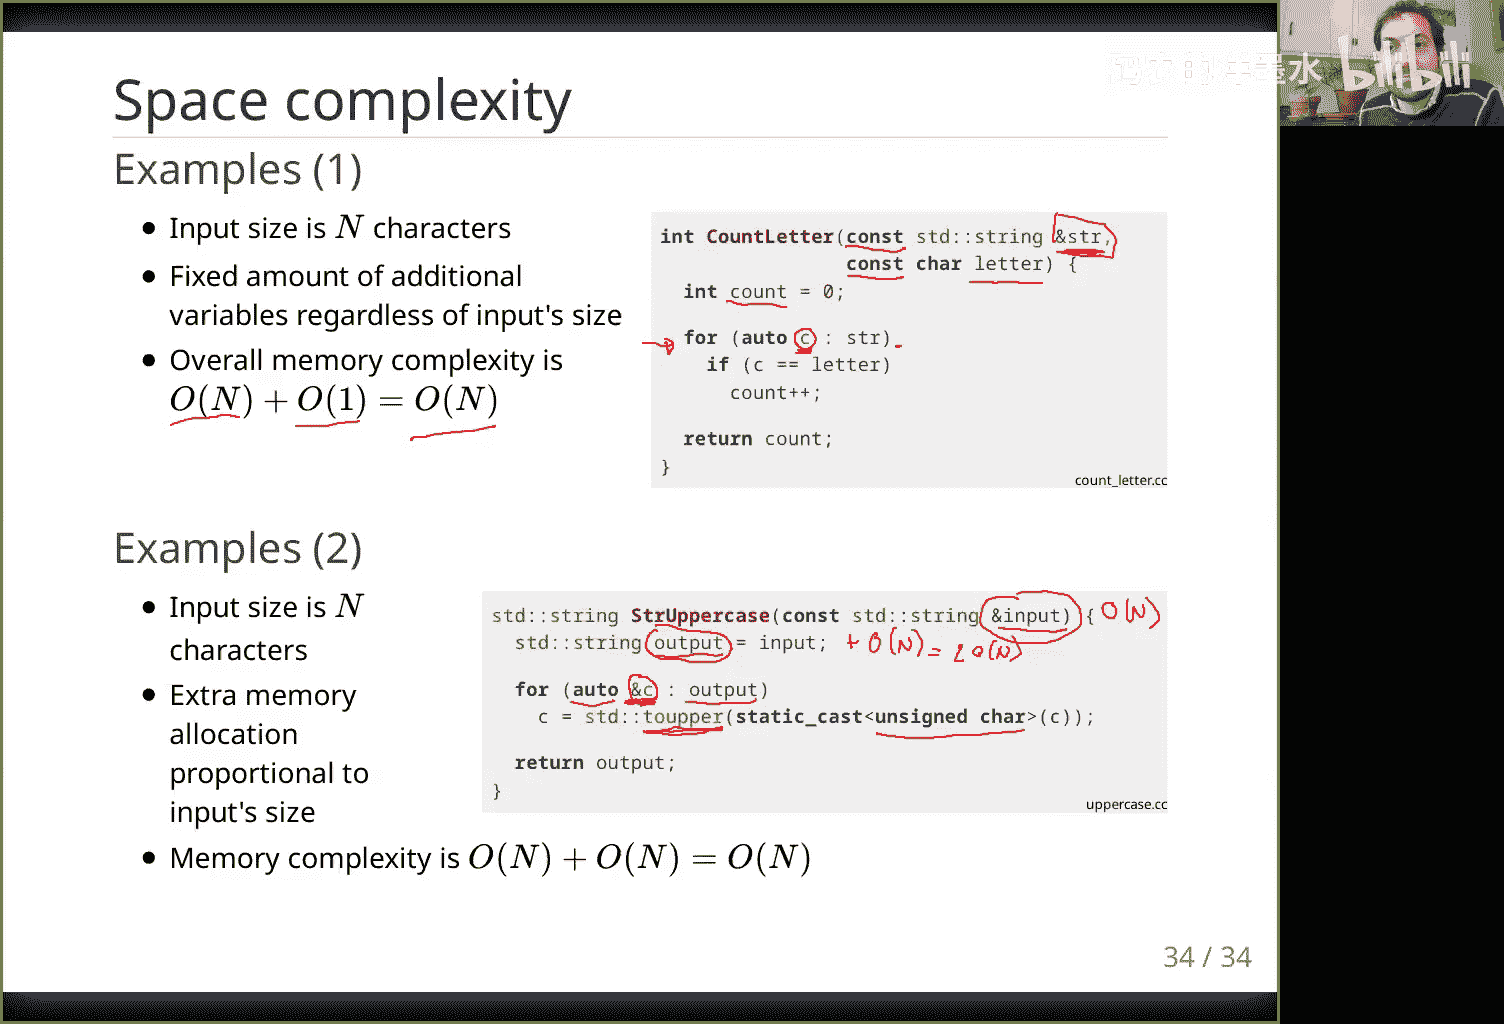 Space complexity
Examples (1)
• Input size is N characters
• Fixed amount of additional
variables regardless of input's size
• Overall memory complexity is
O(N) + O(1) = O(N)
int CountLetter(const std::string &str,
const char letter) {
int count = 0;
for (auto c : str)
if (c == letter)
count++;
return count;
}
count_letter.cc
Examples (2)
• Input size is N
characters
• Extra memory
allocation
proportional to
input's size
• Memory complexity is O(N) + O(N) = O(N)
std::string StrUppercase(const std::string &input) { O(N)
std::string output = input; + O(N) = 2O(N)
for (auto &c : output)
c = std::toupper(static_cast<unsigned char>(c));
return output;
}
uppercase.cc
34 / 34
bilibili